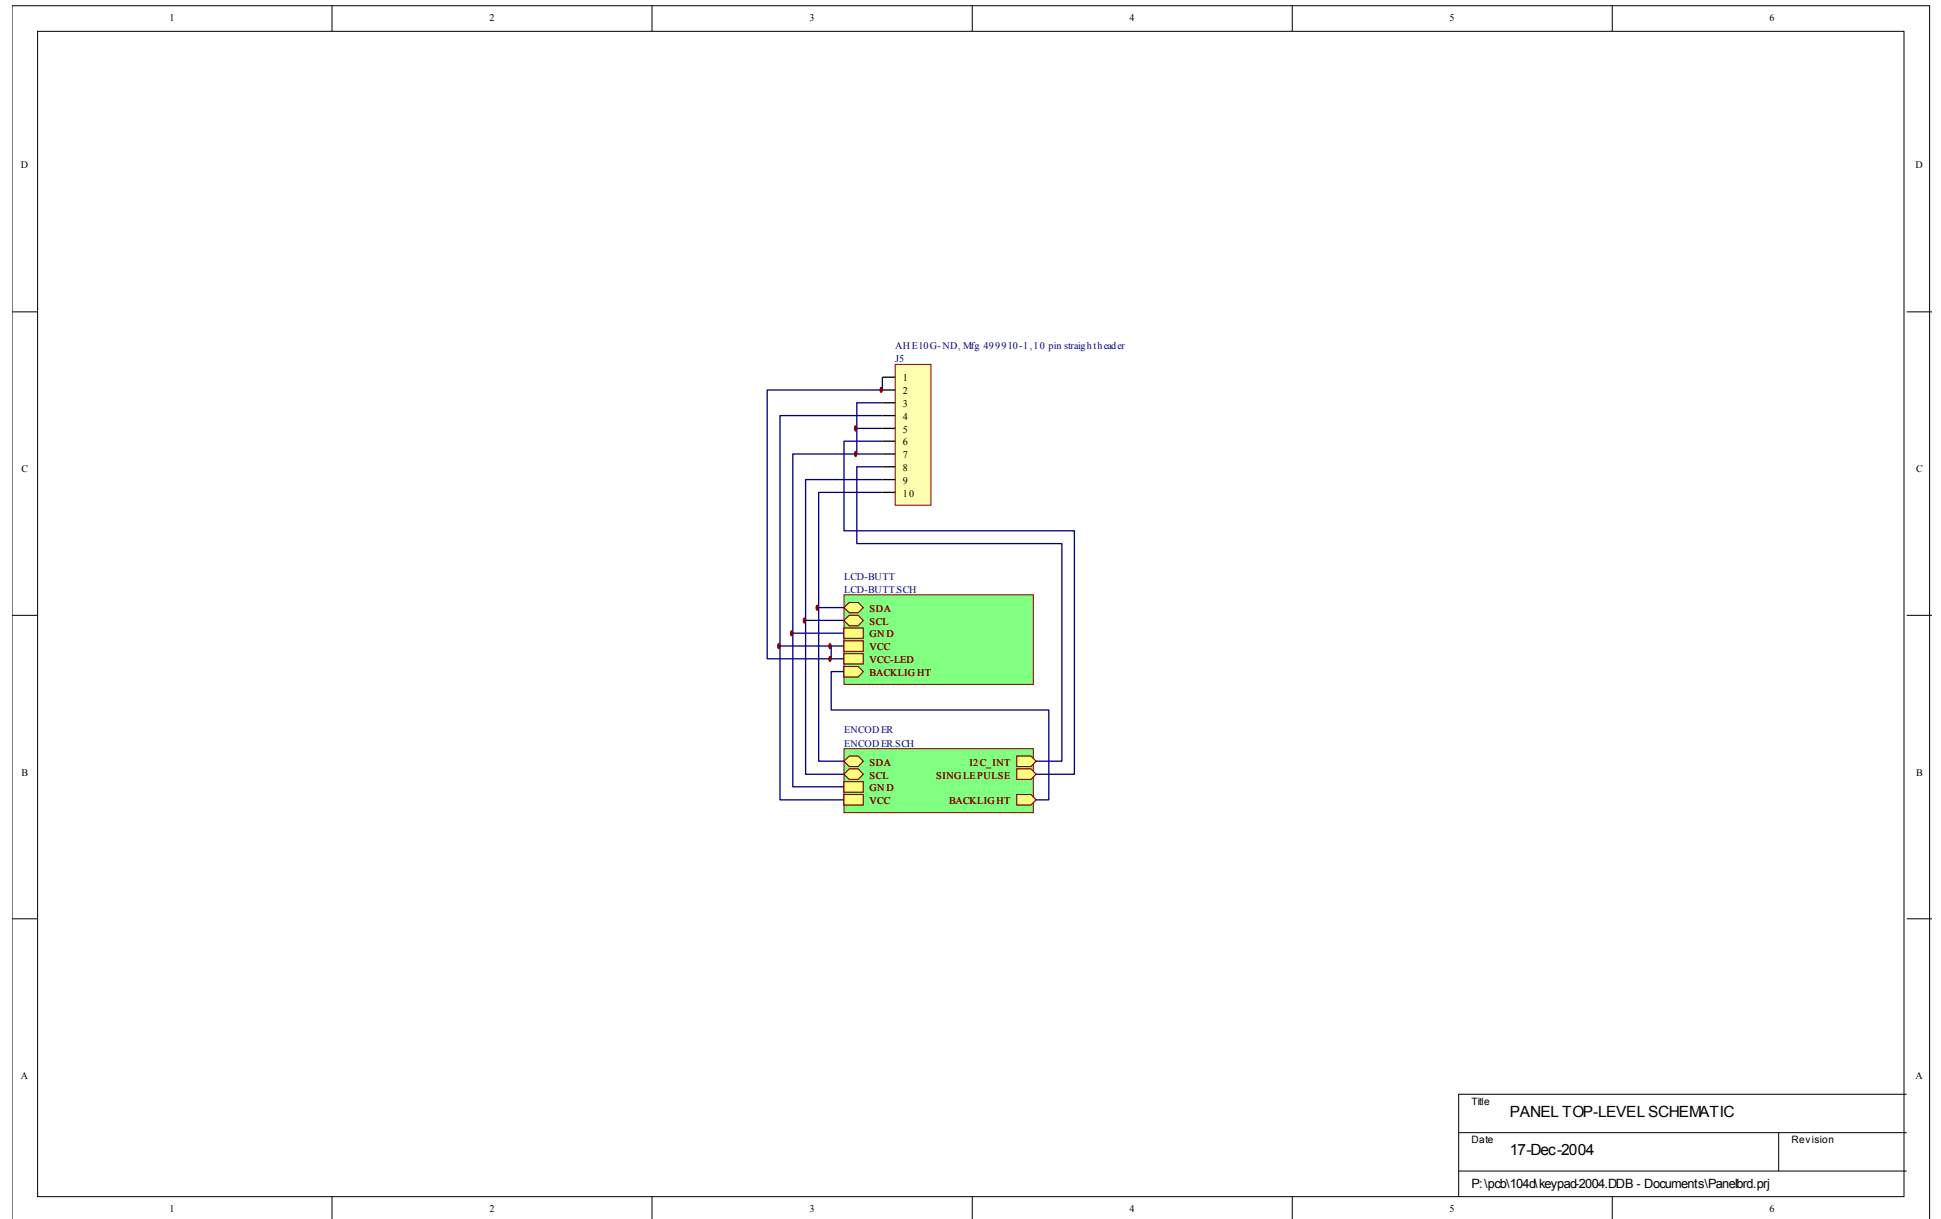 1 2 3 4 5 6
D D
AHE10G-ND, Mfg 499910-1, 10 pin straight header
J5
1
2
3
4
5
6
7
8
9
10
C C
LCD-BUTT
LCD-BUTT.SCH
SDA
SCL
GND
VCC
VCC-LED
BACKLIGHT
ENCODER
ENCODER.SCH
SDA I2C_INT
SCL SINGLEPULSE
GND
VCC BACKLIGHT
B B
A A
Title PANEL TOP-LEVEL SCHEMATIC
Date 17-Dec-2004 Revision
P:\pcb\104d\keypad-2004.DDB - Documents\Panelbrd.prj
1 2 3 4 5 6